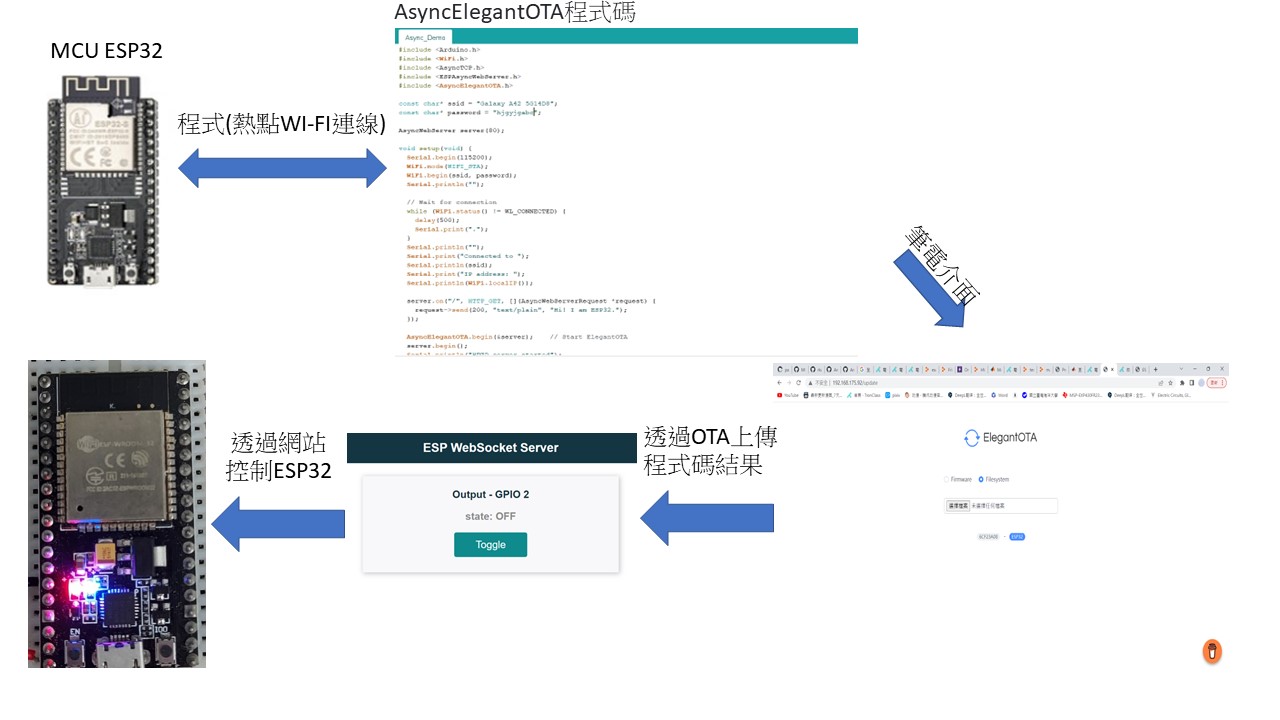 AsyncElegantOTA程式碼
MCU ESP32
程式(熱點WI-FI連線)
Async_Demo
#include <Arduino.h>
#include <WiFi.h>
#include <AsyncTCP.h>
#include <ESPAsyncWebServer.h>
#include <AsyncElegantOTA.h>
const char* ssid = "Galaxy A42 5G14D8";
const char* password = "hjgyjgabc";
AsyncWebServer server(80);
void setup(void) {
Serial.begin(115200);
WiFi.mode(WIFI_STA);
WiFi.begin(ssid, password);
Serial.println("");
// Wait for connection
while (WiFi.status() != WL_CONNECTED) {
delay(500);
Serial.print(".");
}
Serial.println("");
Serial.print("Connected to ");
Serial.println(ssid);
Serial.print("IP address: ");
Serial.println(WiFi.localIP());
server.on("/", HTTP_GET, [](AsyncWebServerRequest *request) {
request->send(200, "text/plain", "Hi! I am ESP32.");
});
AsyncElegantOTA.begin(&server);    // Start ElegantOTA
server.begin();
Serial.println("HTTP server started");
筆電介面
192.168.175.92/update
YouTube
ElegantOTA
Firmware
Filesystem
選擇檔案 未選擇任何檔案
ESP32
透過OTA上傳
程式碼結果
ESP WebSocket Server
Output - GPIO 2
state: OFF
Toggle
透過網站
控制ESP32
EN
IO0